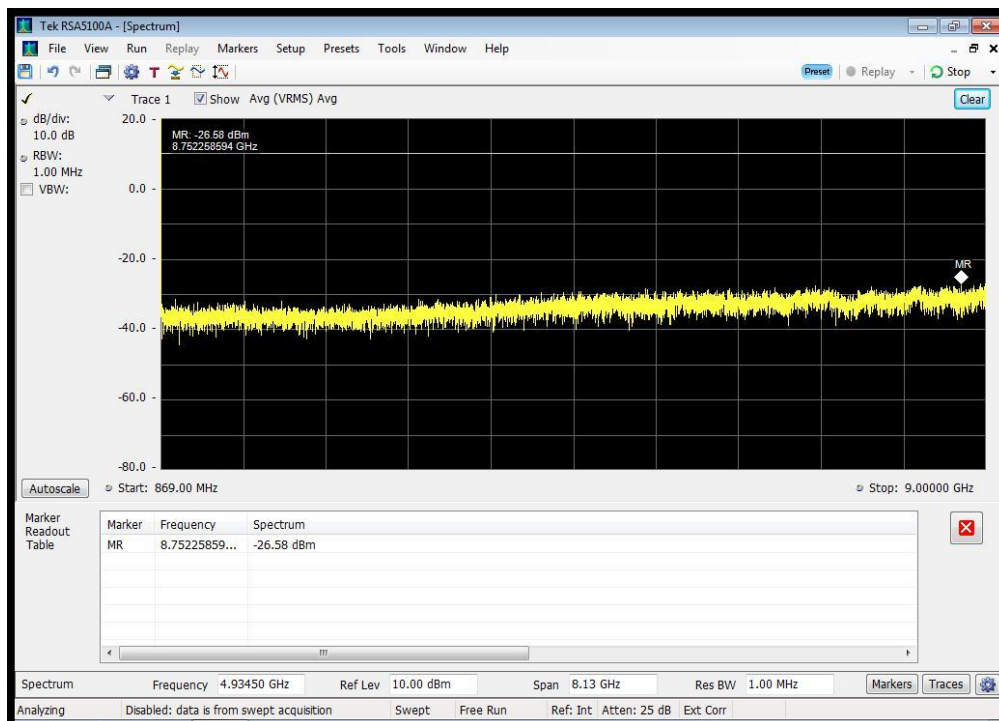 Tek RSA5100A - [Spectrum]
File View Run Replay Markers Setup Presets Tools Window Help
T Preset Replay Stop
Trace 1 Show Avg (VRMS) Avg Clear
dB/div:
10.0 dB
RBW:
1.00 MHz
VBW:
20.0
0.0
-20.0
-40.0
-60.0
-80.0
MR: -26.58 dBm
8.752258594 GHz
MR
Autoscale Start: 869.00 MHz Stop: 9.00000 GHz
Marker
Readout
Table
Marker Frequency Spectrum
MR 8.75225859... -26.58 dBm
Spectrum Frequency 4.93450 GHz Ref Lev 10.00 dBm Span 8.13 GHz Res BW 1.00 MHz Markers Traces
Analyzing Disabled: data is from swept acquisition Swept Free Run Ref: Int Atten: 25 dB Ext Corr